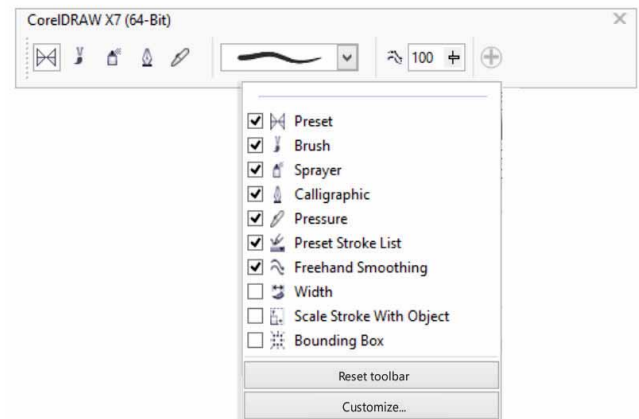 CorelDRAW X7 (64-Bit)
100
Preset
Brush
Sprayer
Calligraphic
Pressure
Preset Stroke List
Freehand Smoothing
Width
Scale Stroke With Object
Bounding Box
Reset toolbar
Customize...